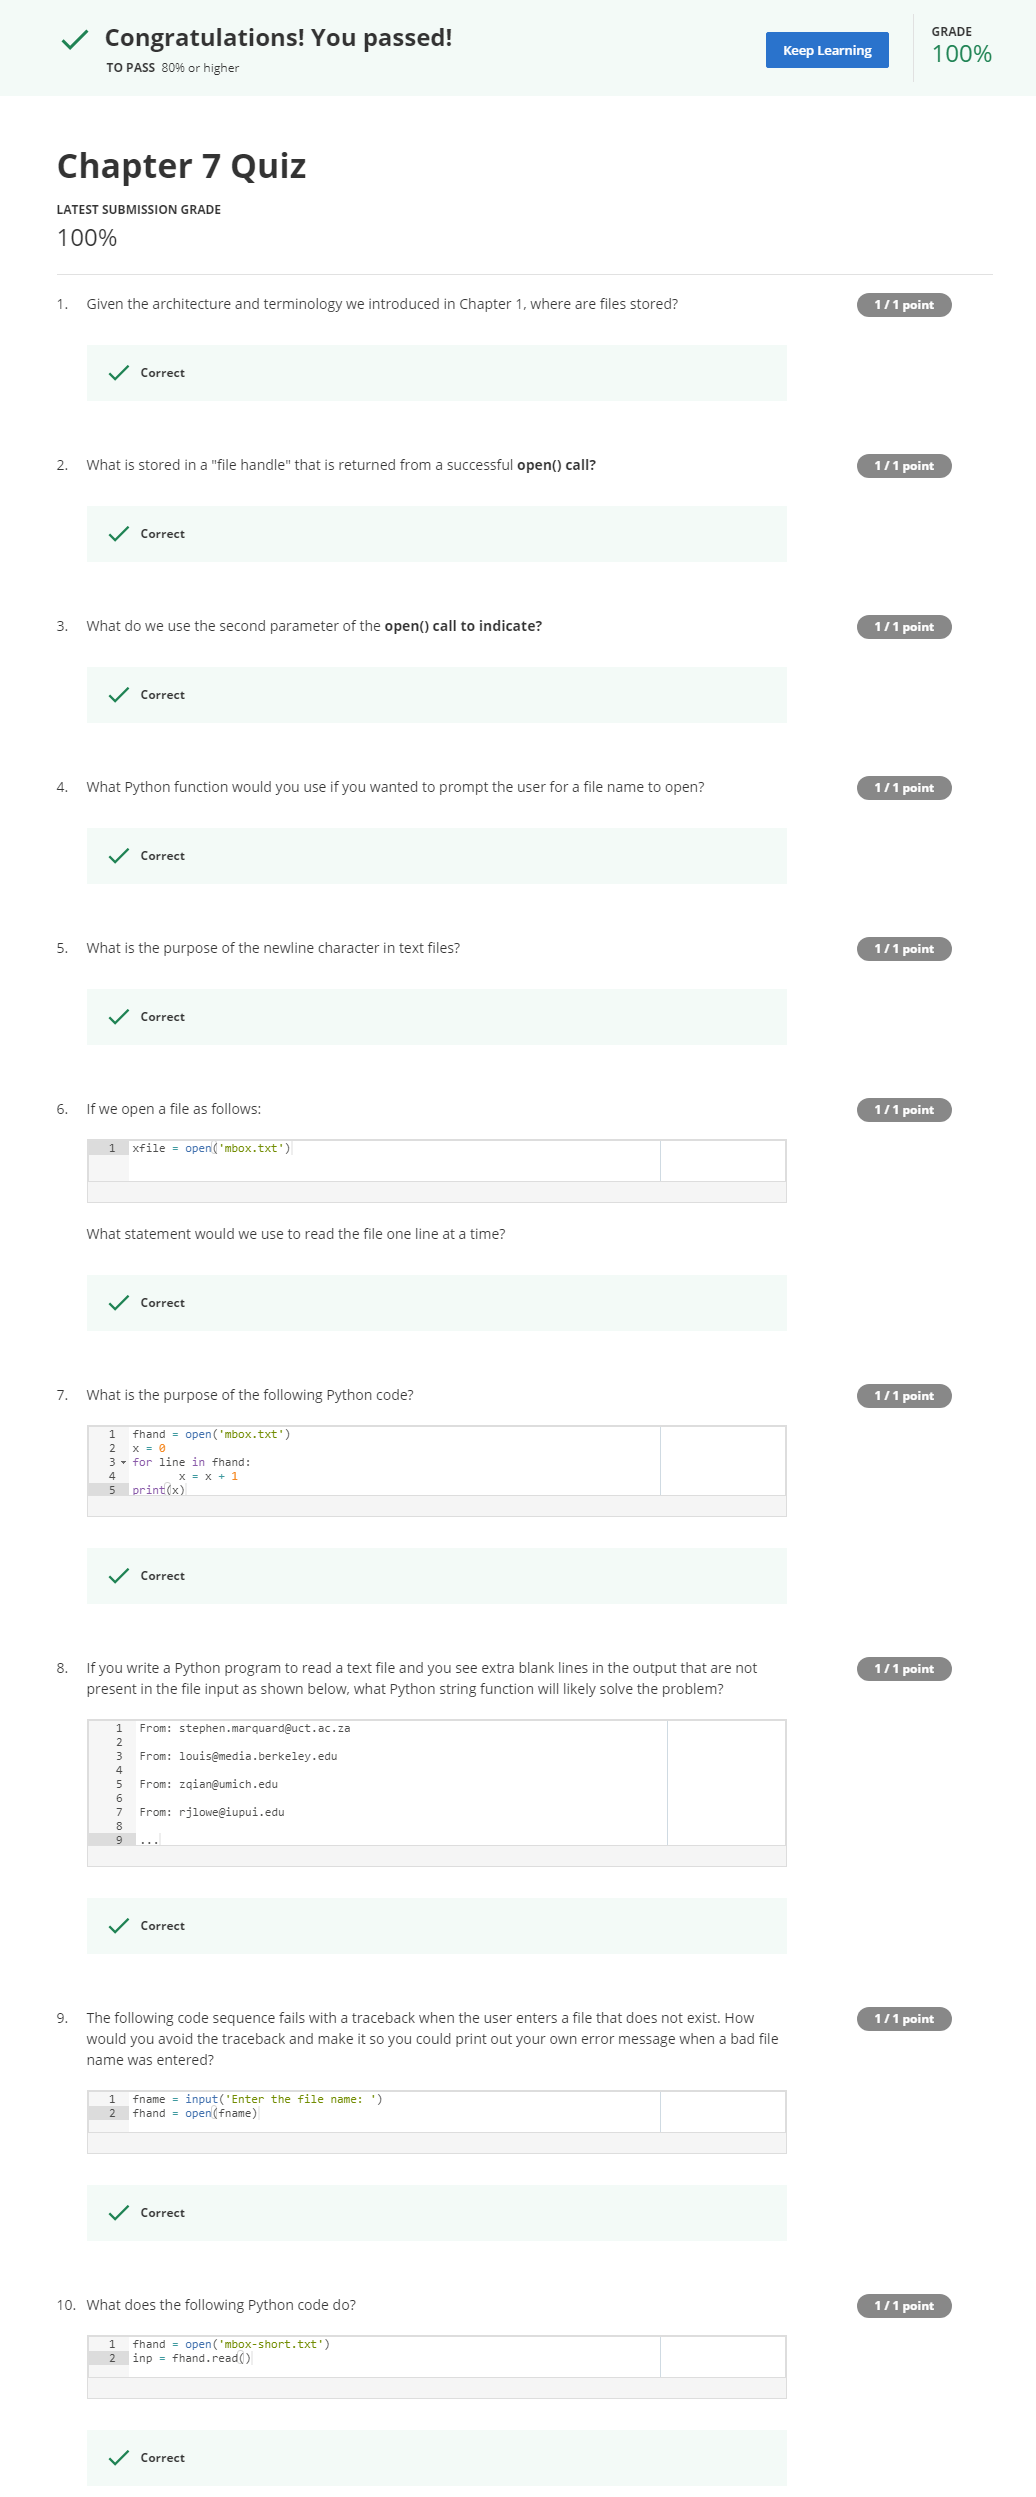 Congratulations! You passed!
TO PASS 80% or higher
Keep Learning
GRADE
100%
Chapter 7 Quiz
LATEST SUBMISSION GRADE
100%
1. Given the architecture and terminology we introduced in Chapter 1, where are files stored?
1 / 1 point
Correct
2. What is stored in a "file handle" that is returned from a successful open() call?
1 / 1 point
Correct
3. What do we use the second parameter of the open() call to indicate?
1 / 1 point
Correct
4. What Python function would you use if you wanted to prompt the user for a file name to open?
1 / 1 point
Correct
5. What is the purpose of the newline character in text files?
1 / 1 point
Correct
6. If we open a file as follows:
1 / 1 point
1 xfile = open('mbox.txt')
What statement would we use to read the file one line at a time?
Correct
7. What is the purpose of the following Python code?
1 / 1 point
1 fhand = open('mbox.txt')
2 x = 0
3 for line in fhand:
4 x = x + 1
5 print(x)
Correct
8. If you write a Python program to read a text file and you see extra blank lines in the output that are not
present in the file input as shown below, what Python string function will likely solve the problem?
1 / 1 point
1 From: stephen.marquard@uct.ac.za
2
3 From: louis@media.berkeley.edu
4
5 From: zqian@umich.edu
6
7 From: rjlowe@iupui.edu
8
9 ...
Correct
9. The following code sequence fails with a traceback when the user enters a file that does not exist. How
would you avoid the traceback and make it so you could print out your own error message when a bad file
name was entered?
1 / 1 point
1 fname = input('Enter the file name: ')
2 fhand = open(fname)
Correct
10. What does the following Python code do?
1 / 1 point
1 fhand = open('mbox-short.txt')
2 inp = fhand.read()
Correct